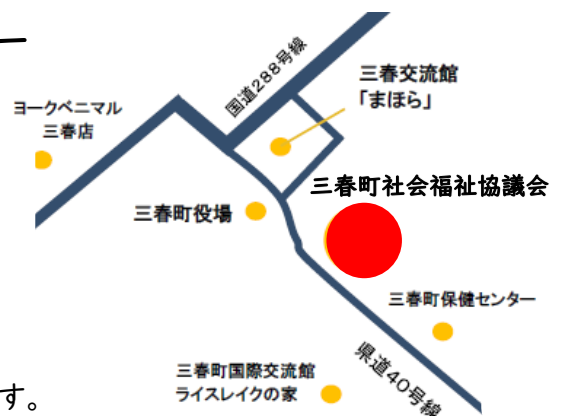 国道288号線
三春交流館
「まほら」
ヨークベニマル
三春店
三春町社会福祉協議会
三春町役場
三春町保健センター
県道40号線
三春町国際交流館
ライスレイクの家
す。